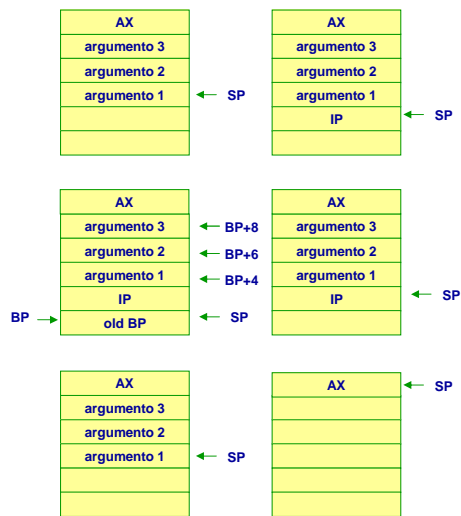 AX
argumento 3
argumento 2
argumento 1
SP
AX
argumento 3
argumento 2
argumento 1
IP
SP
AX
argumento 3
BP+8
argumento 2
BP+6
argumento 1
BP+4
IP
BP
old BP
SP
AX
argumento 3
argumento 2
argumento 1
IP
SP
AX
argumento 3
argumento 2
argumento 1
SP
AX
SP